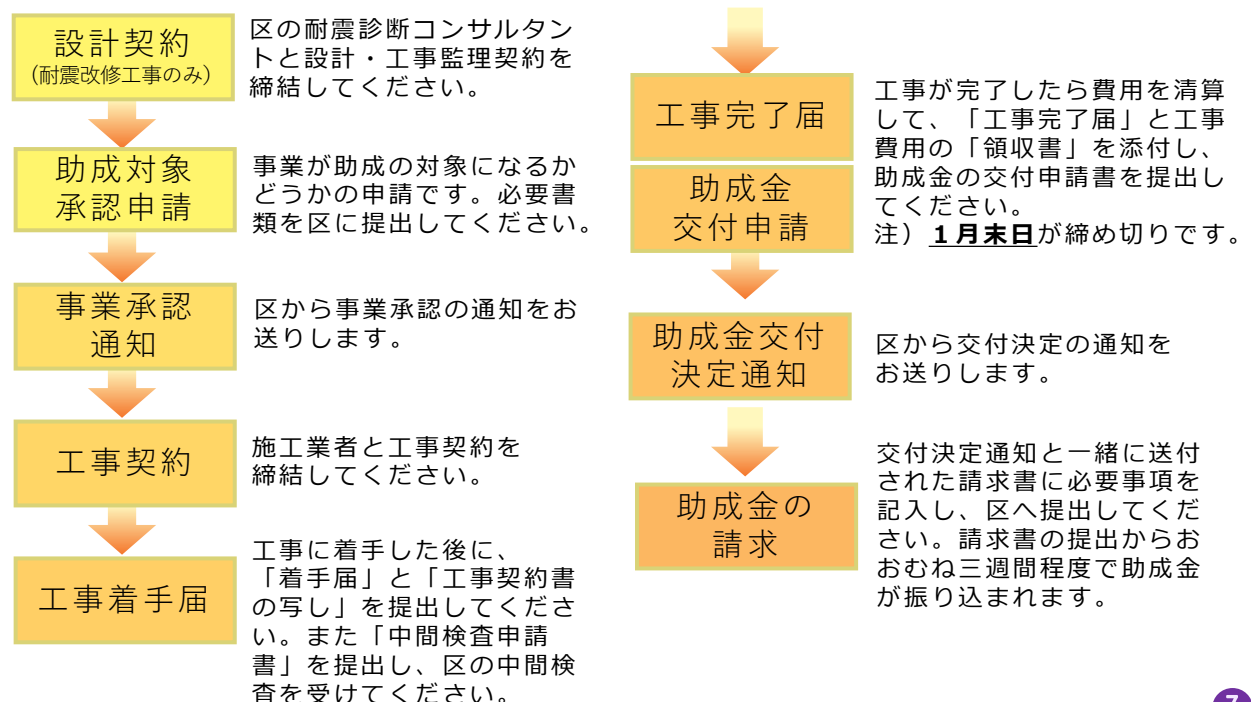 設計契約
(耐震改修工事のみ)
区の耐震診断コンサルタン
トと設計・工事監理契約を
締結してください。
助成対象
承認申請
事業が助成の対象になるか
どうかの申請です。必要書
類を区に提出してください。
事業承認
通知
区から事業承認の通知をお
送りします。
工事契約
施工業者と工事契約を
締結してください。
工事着手届
工事に着手した後に、
「着手届」と「工事契約書
の写し」を提出してくださ
い。また「中間検査申請
書」を提出し、区の中間検
査を受けてください。
工事完了届
助成金
交付申請
工事が完了したら費用を清算
して、「工事完了届」と工事
費用の「領収書」を添付し、
助成金の交付申請書を提出し
てください。
注）１月末日が締め切りです。
助成金交付
決定通知
区から交付決定の通知を
お送りします。
助成金の
請求
交付決定通知と一緒に送付
された請求書に必要事項を
記入し、区へ提出してくだ
さい。請求書の提出からお
おむね三週間程度で助成金
が振り込まれます。
7